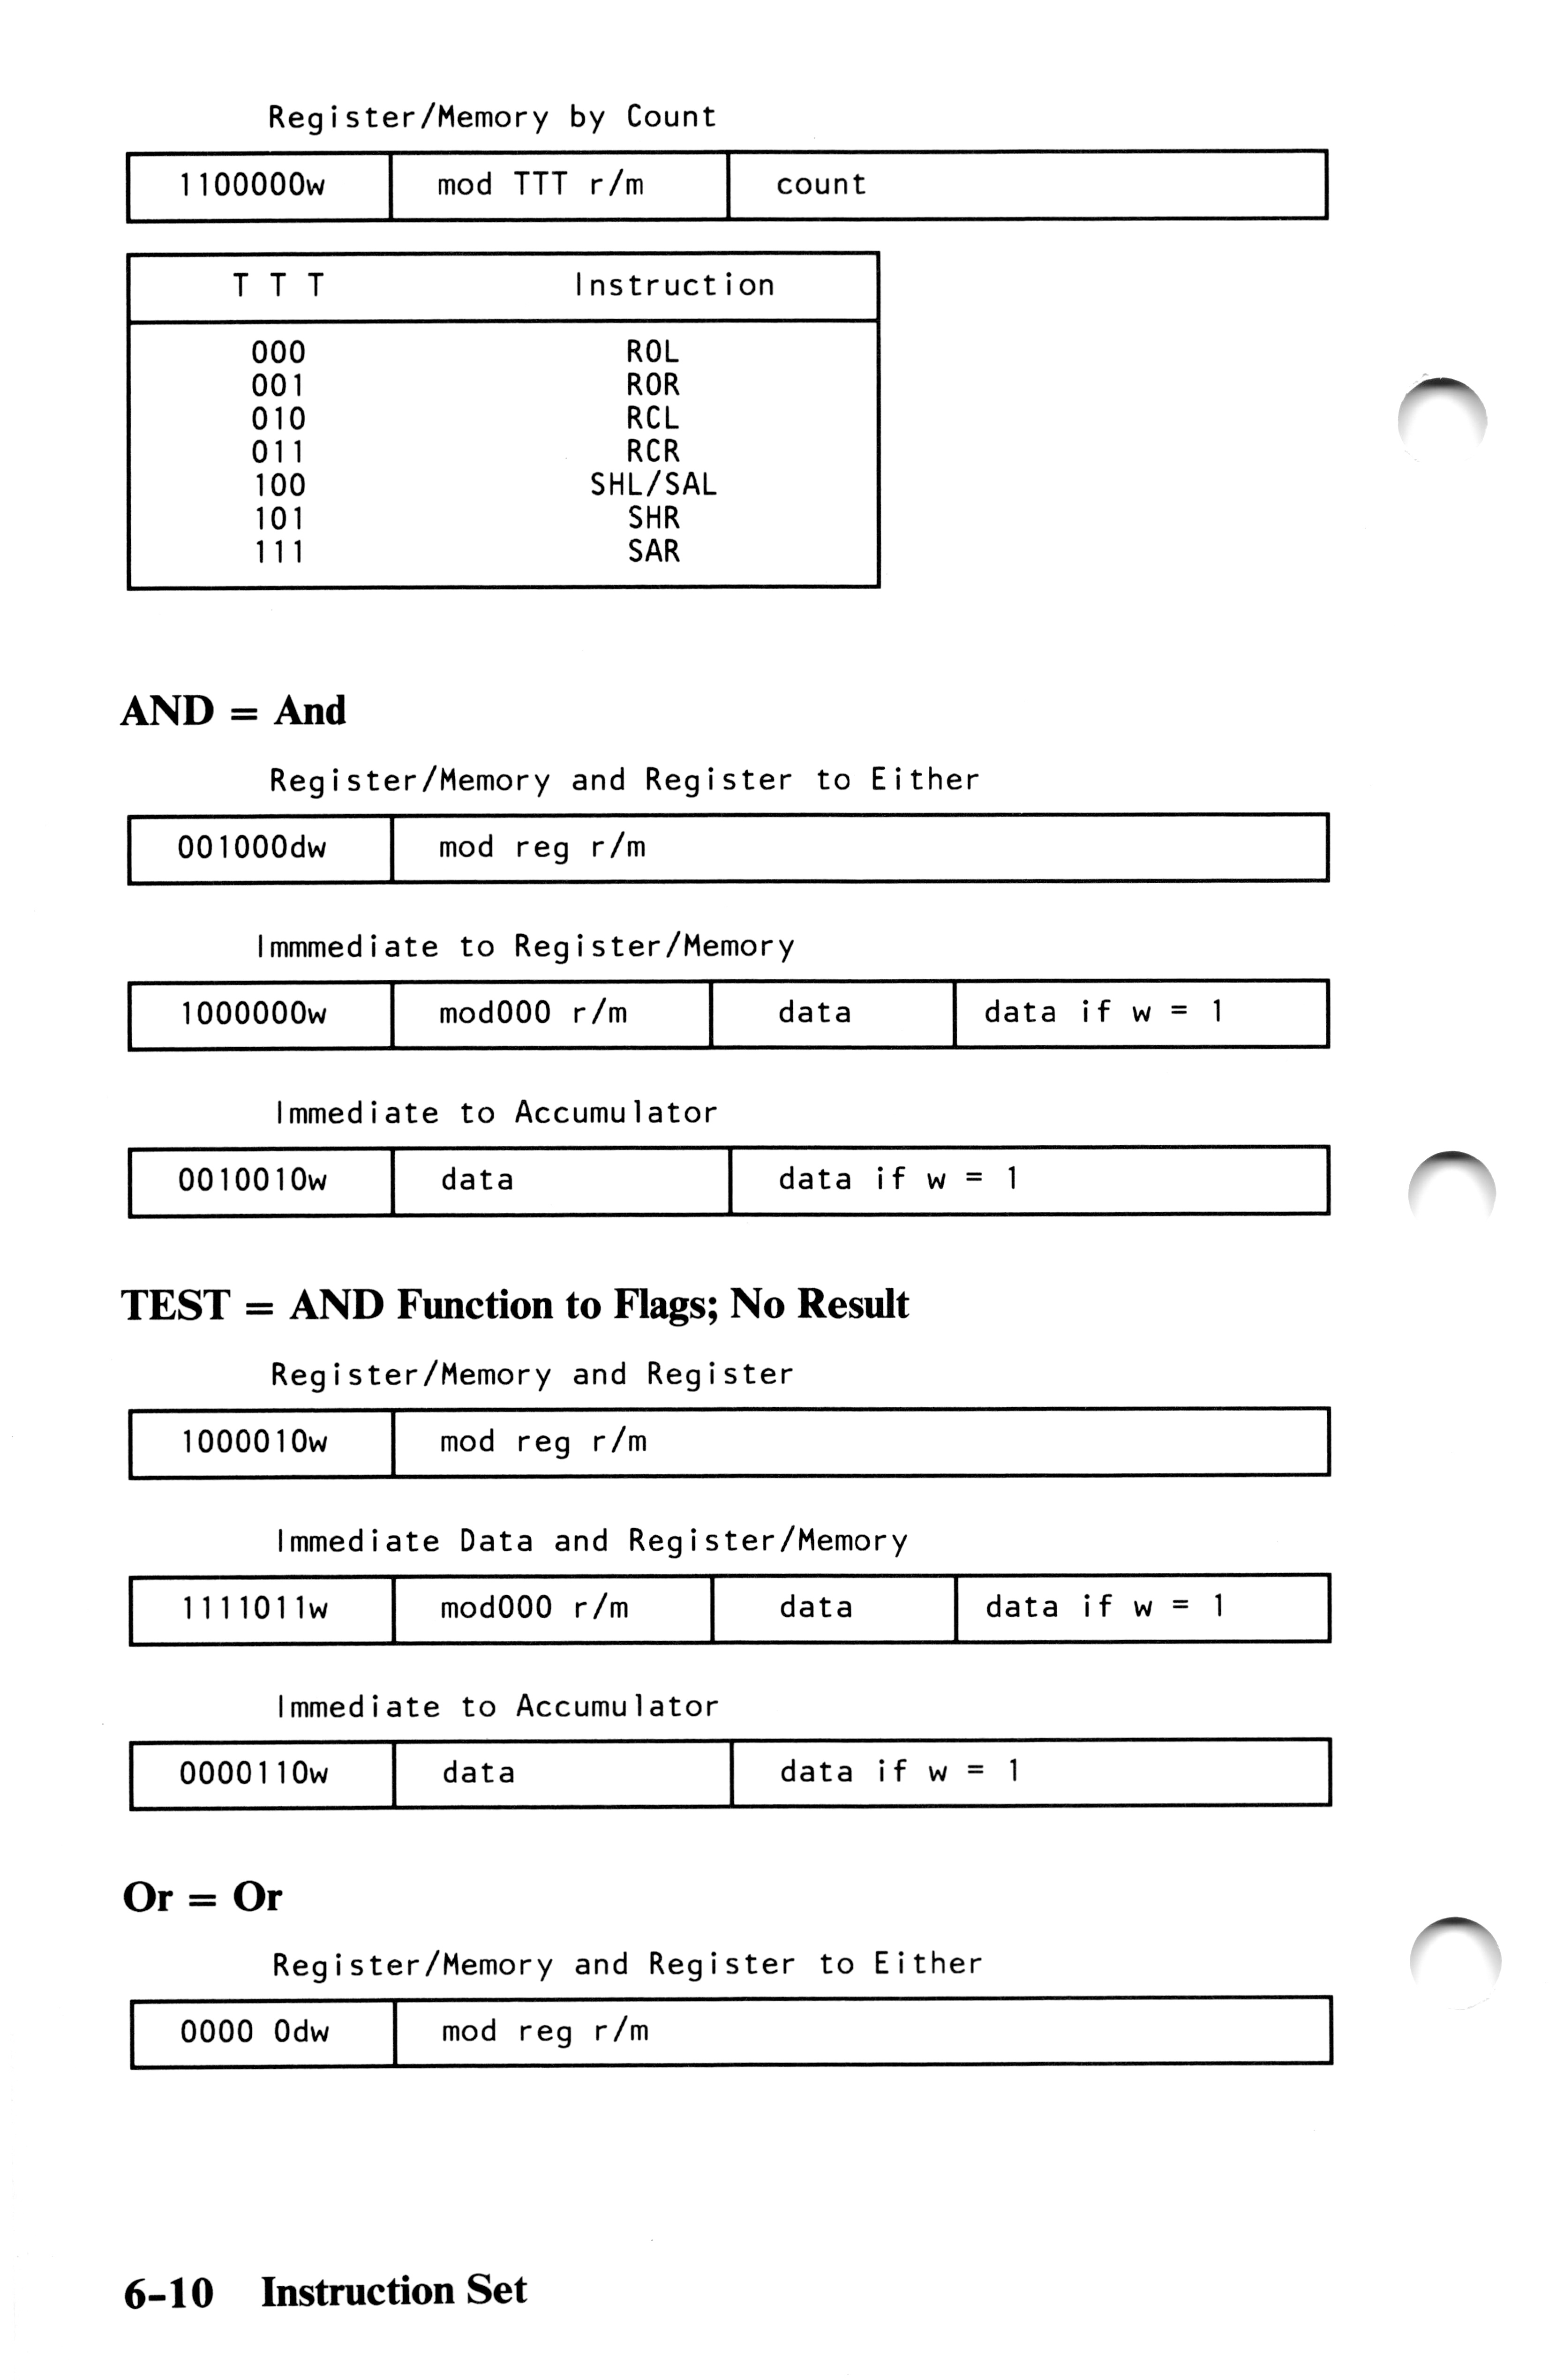 Register/Memory by Count
1100000w mod TTT r/m count
T T T Instruction
000 ROL
001 ROR
010 RCL
011 RCR
100 SHL/SAL
101 SHR
111 SAR
AND = And
Register/Memory and Register to Either
001000dw mod reg r/m
Immmediate to Register/Memory
1000000w mod000 r/m data data if w = 1
Immediate to Accumulator
0010010w data data if w = 1
TEST = AND Function to Flags; No Result
Register/Memory and Register
1000010w mod reg r/m
Immediate Data and Register/Memory
1111011w mod000 r/m data data if w = 1
Immediate to Accumulator
0000110w data data if w = 1
Or = Or
Register/Memory and Register to Either
0000 0dw mod reg r/m
6-10 Instruction Set